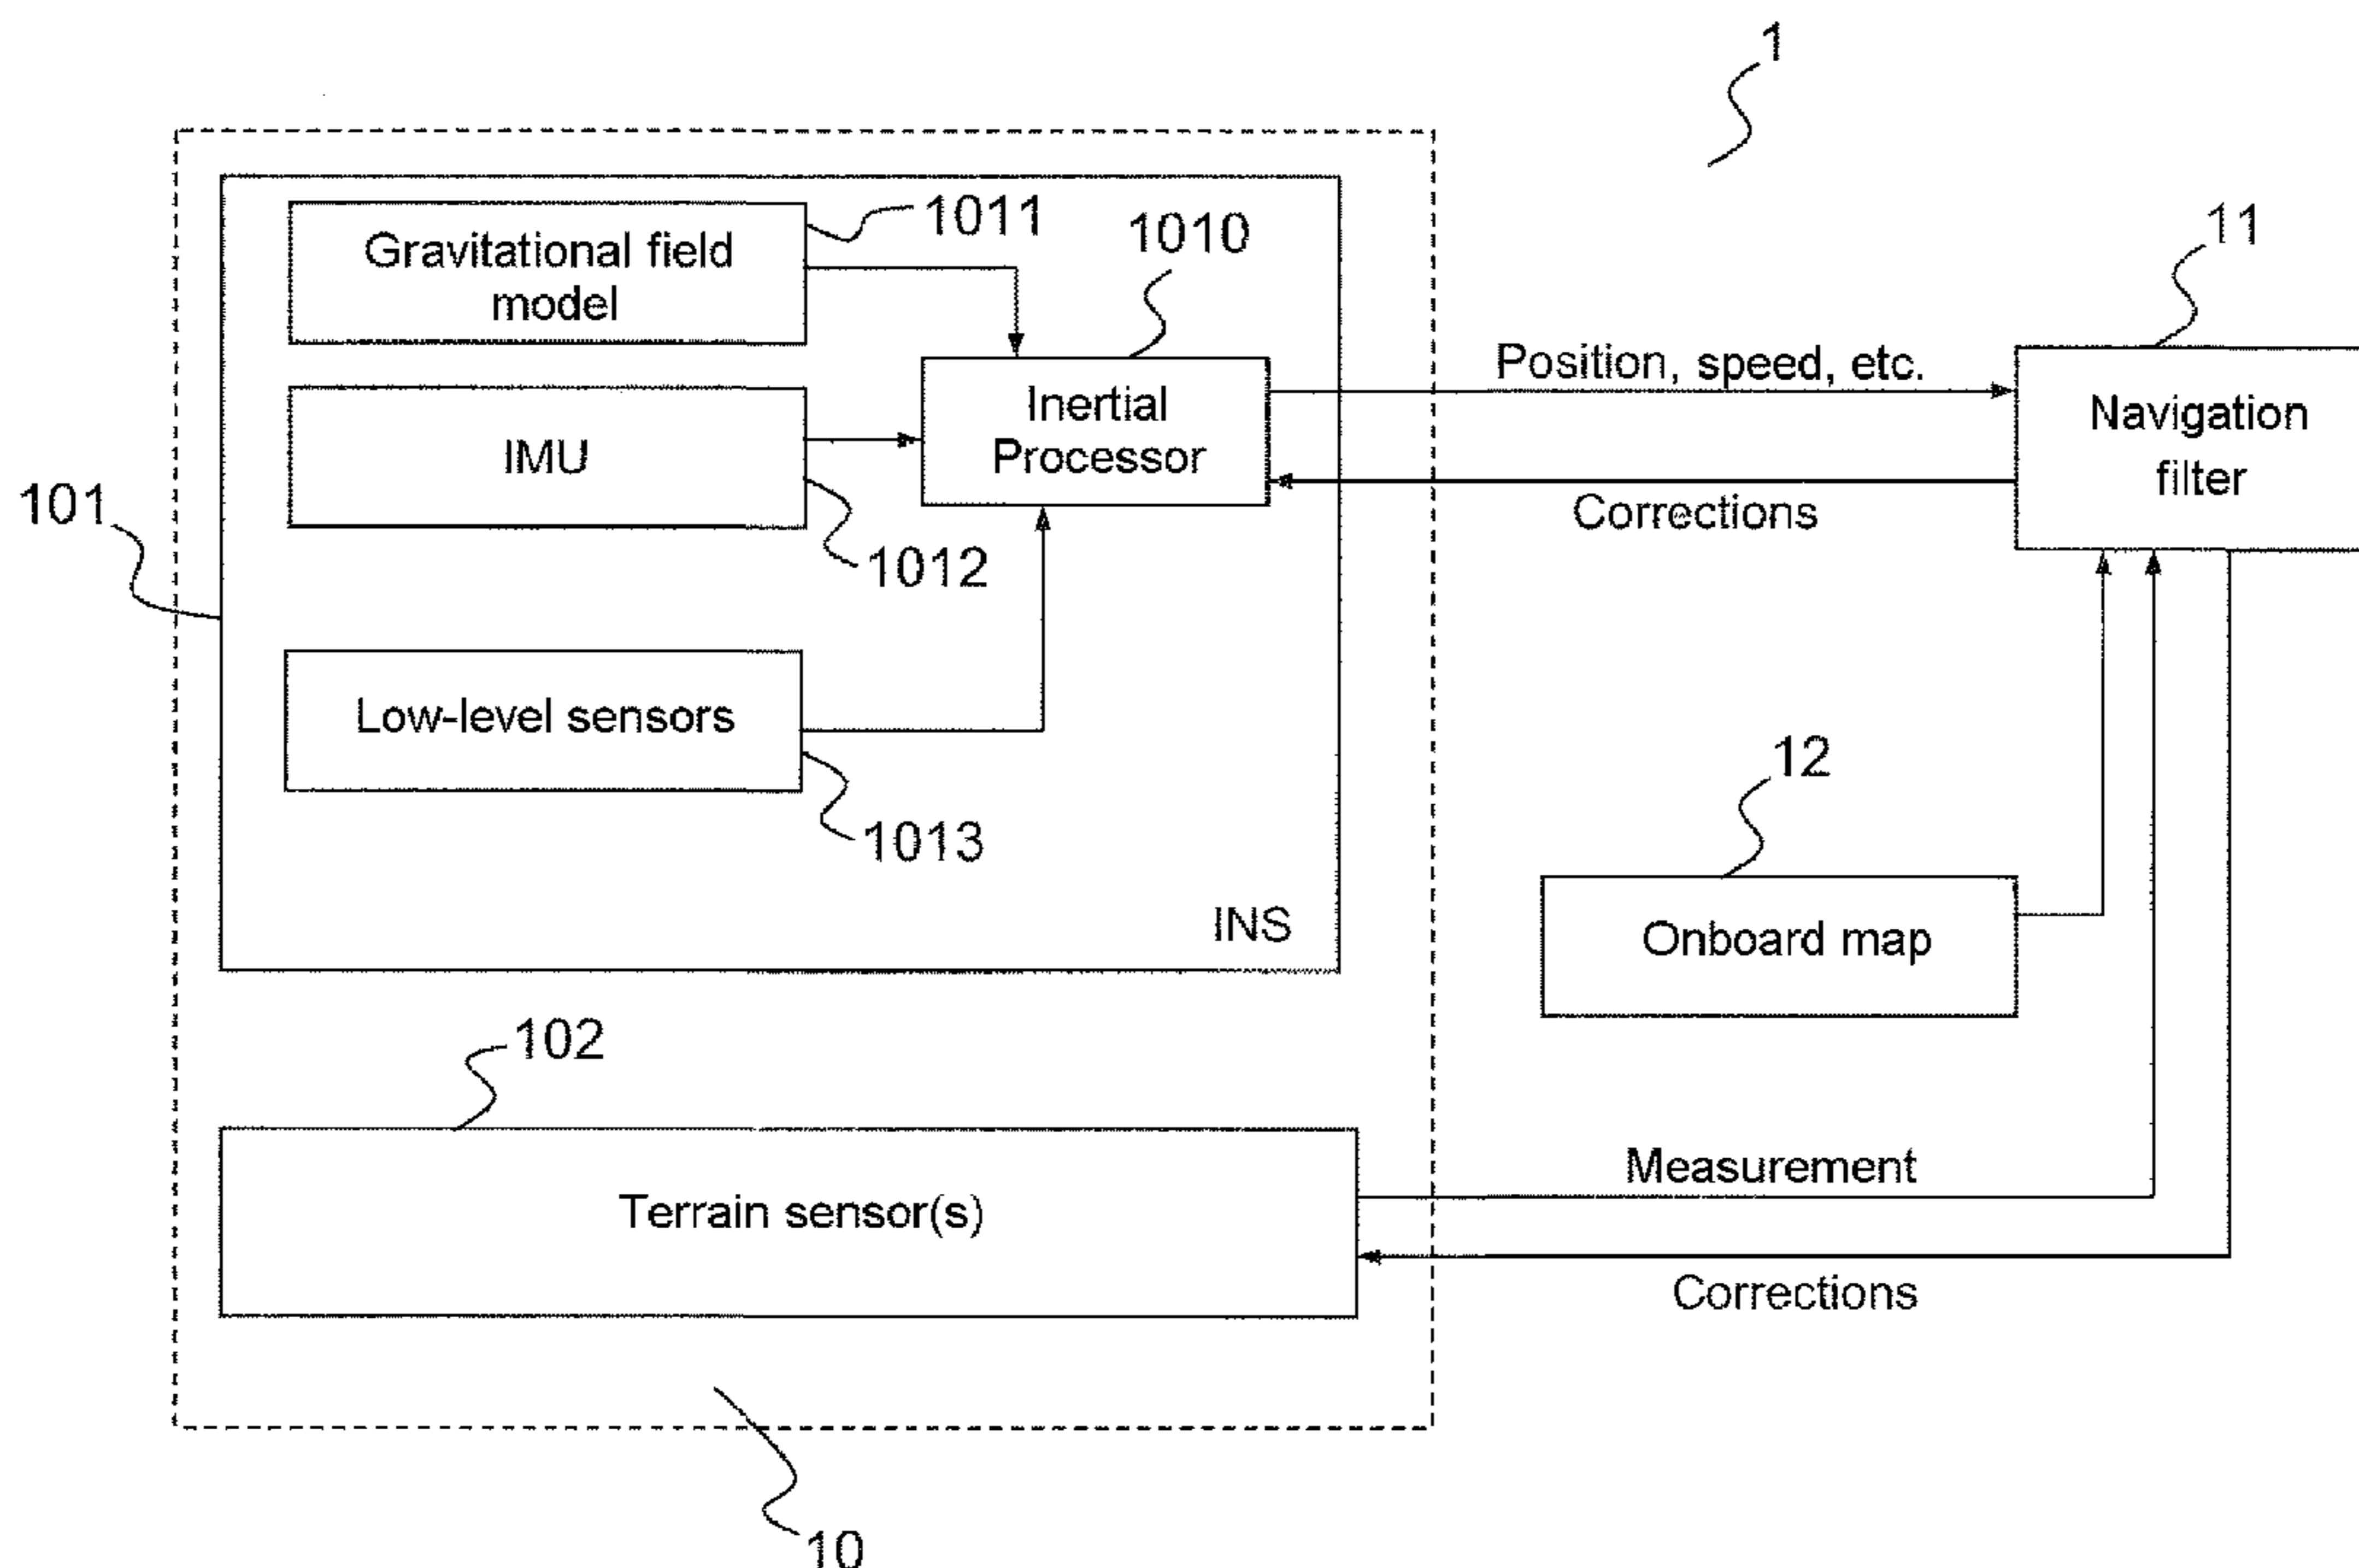 1
1011
Gravitational field
model
1010
11
Position, speed, etc.
Inertial
Processor
Navigation
filter
IMU
101
Corrections
1012
Low-level sensors
12
1013
INS
Onboard map
102
Measurement
Terrain sensor(s)
Corrections
10